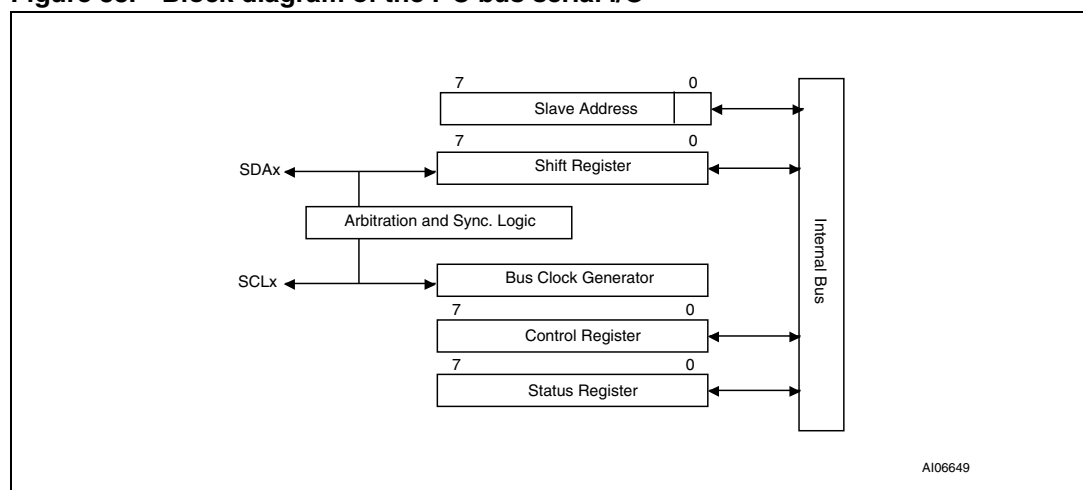 7 0
Slave Address
7 0
SDAx
Shift Register
Arbitration and Sync. Logic
Internal Bus
SCLx
Bus Clock Generator
7 0
Control Register
7 0
Status Register
AI06649